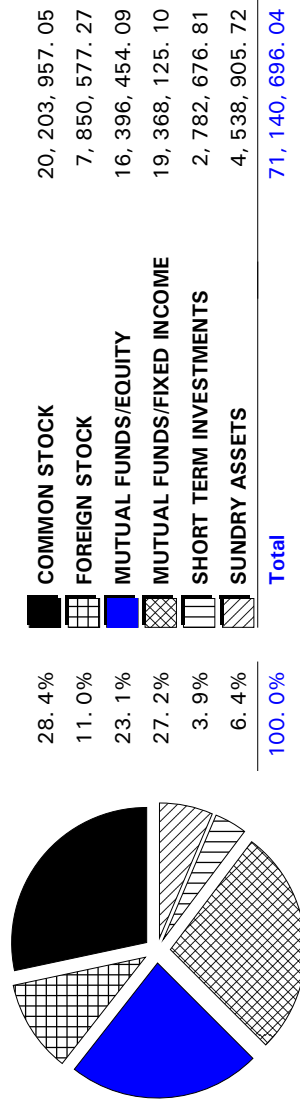 28.4% COMMON STOCK 20,203,957.05
11.0% FOREIGN STOCK 7,850,577.27
23.1% MUTUAL FUNDS/EQUITY 16,396,454.09
27.2% MUTUAL FUNDS/FIXED INCOME 19,368,125.10
3.9% SHORT TERM INVESTMENTS 2,782,676.81
6.4% SUNDRY ASSETS 4,538,905.72
100.0% Total 71,140,696.04